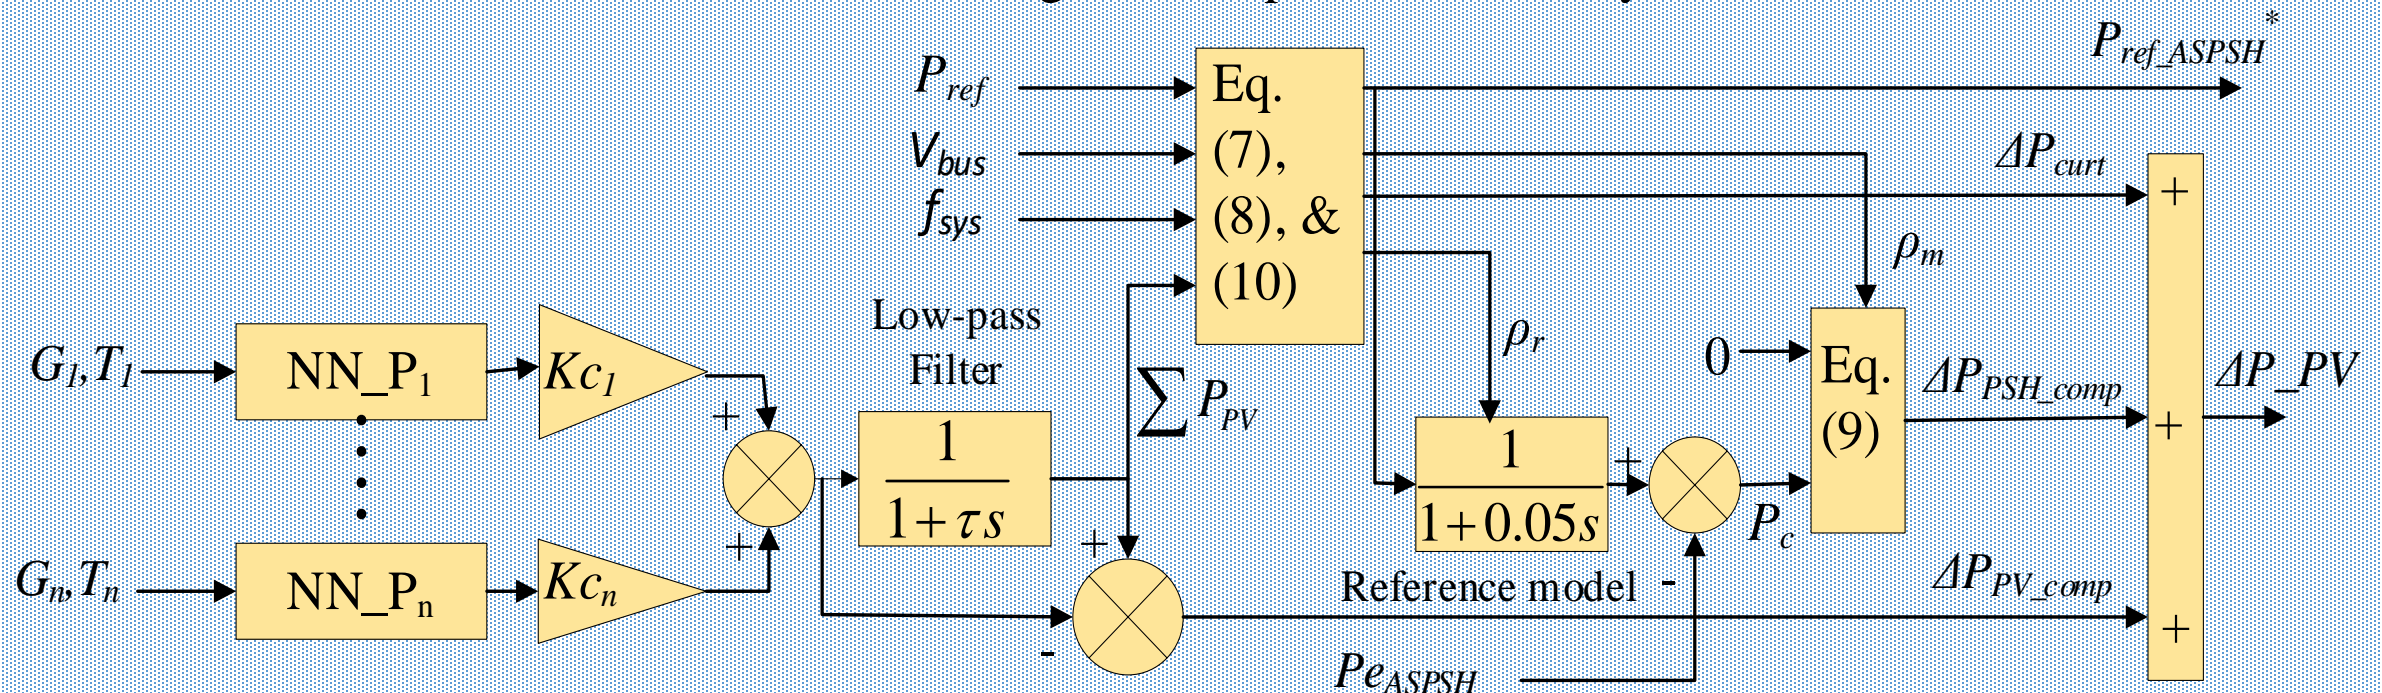 P_ref_ASPSH*
P_ref
Eq.
(7),
(8), &
(10)
V_bus
f_sys
ΔP_curt
+
ρ_m
Low-pass
Filter
ρ_r
∑ P_PV
G_1,T_1
NN_P_1
Kc_1
+
0
Eq.
(9)
ΔP_PSH_comp
+
ΔP_PV
1
1+τs
1
1+0.05s
+
P_c
G_n,T_n
NN_P_n
Kc_n
+
+
Reference model
-
ΔP_PV_comp
+
-
Pe_ASPSH